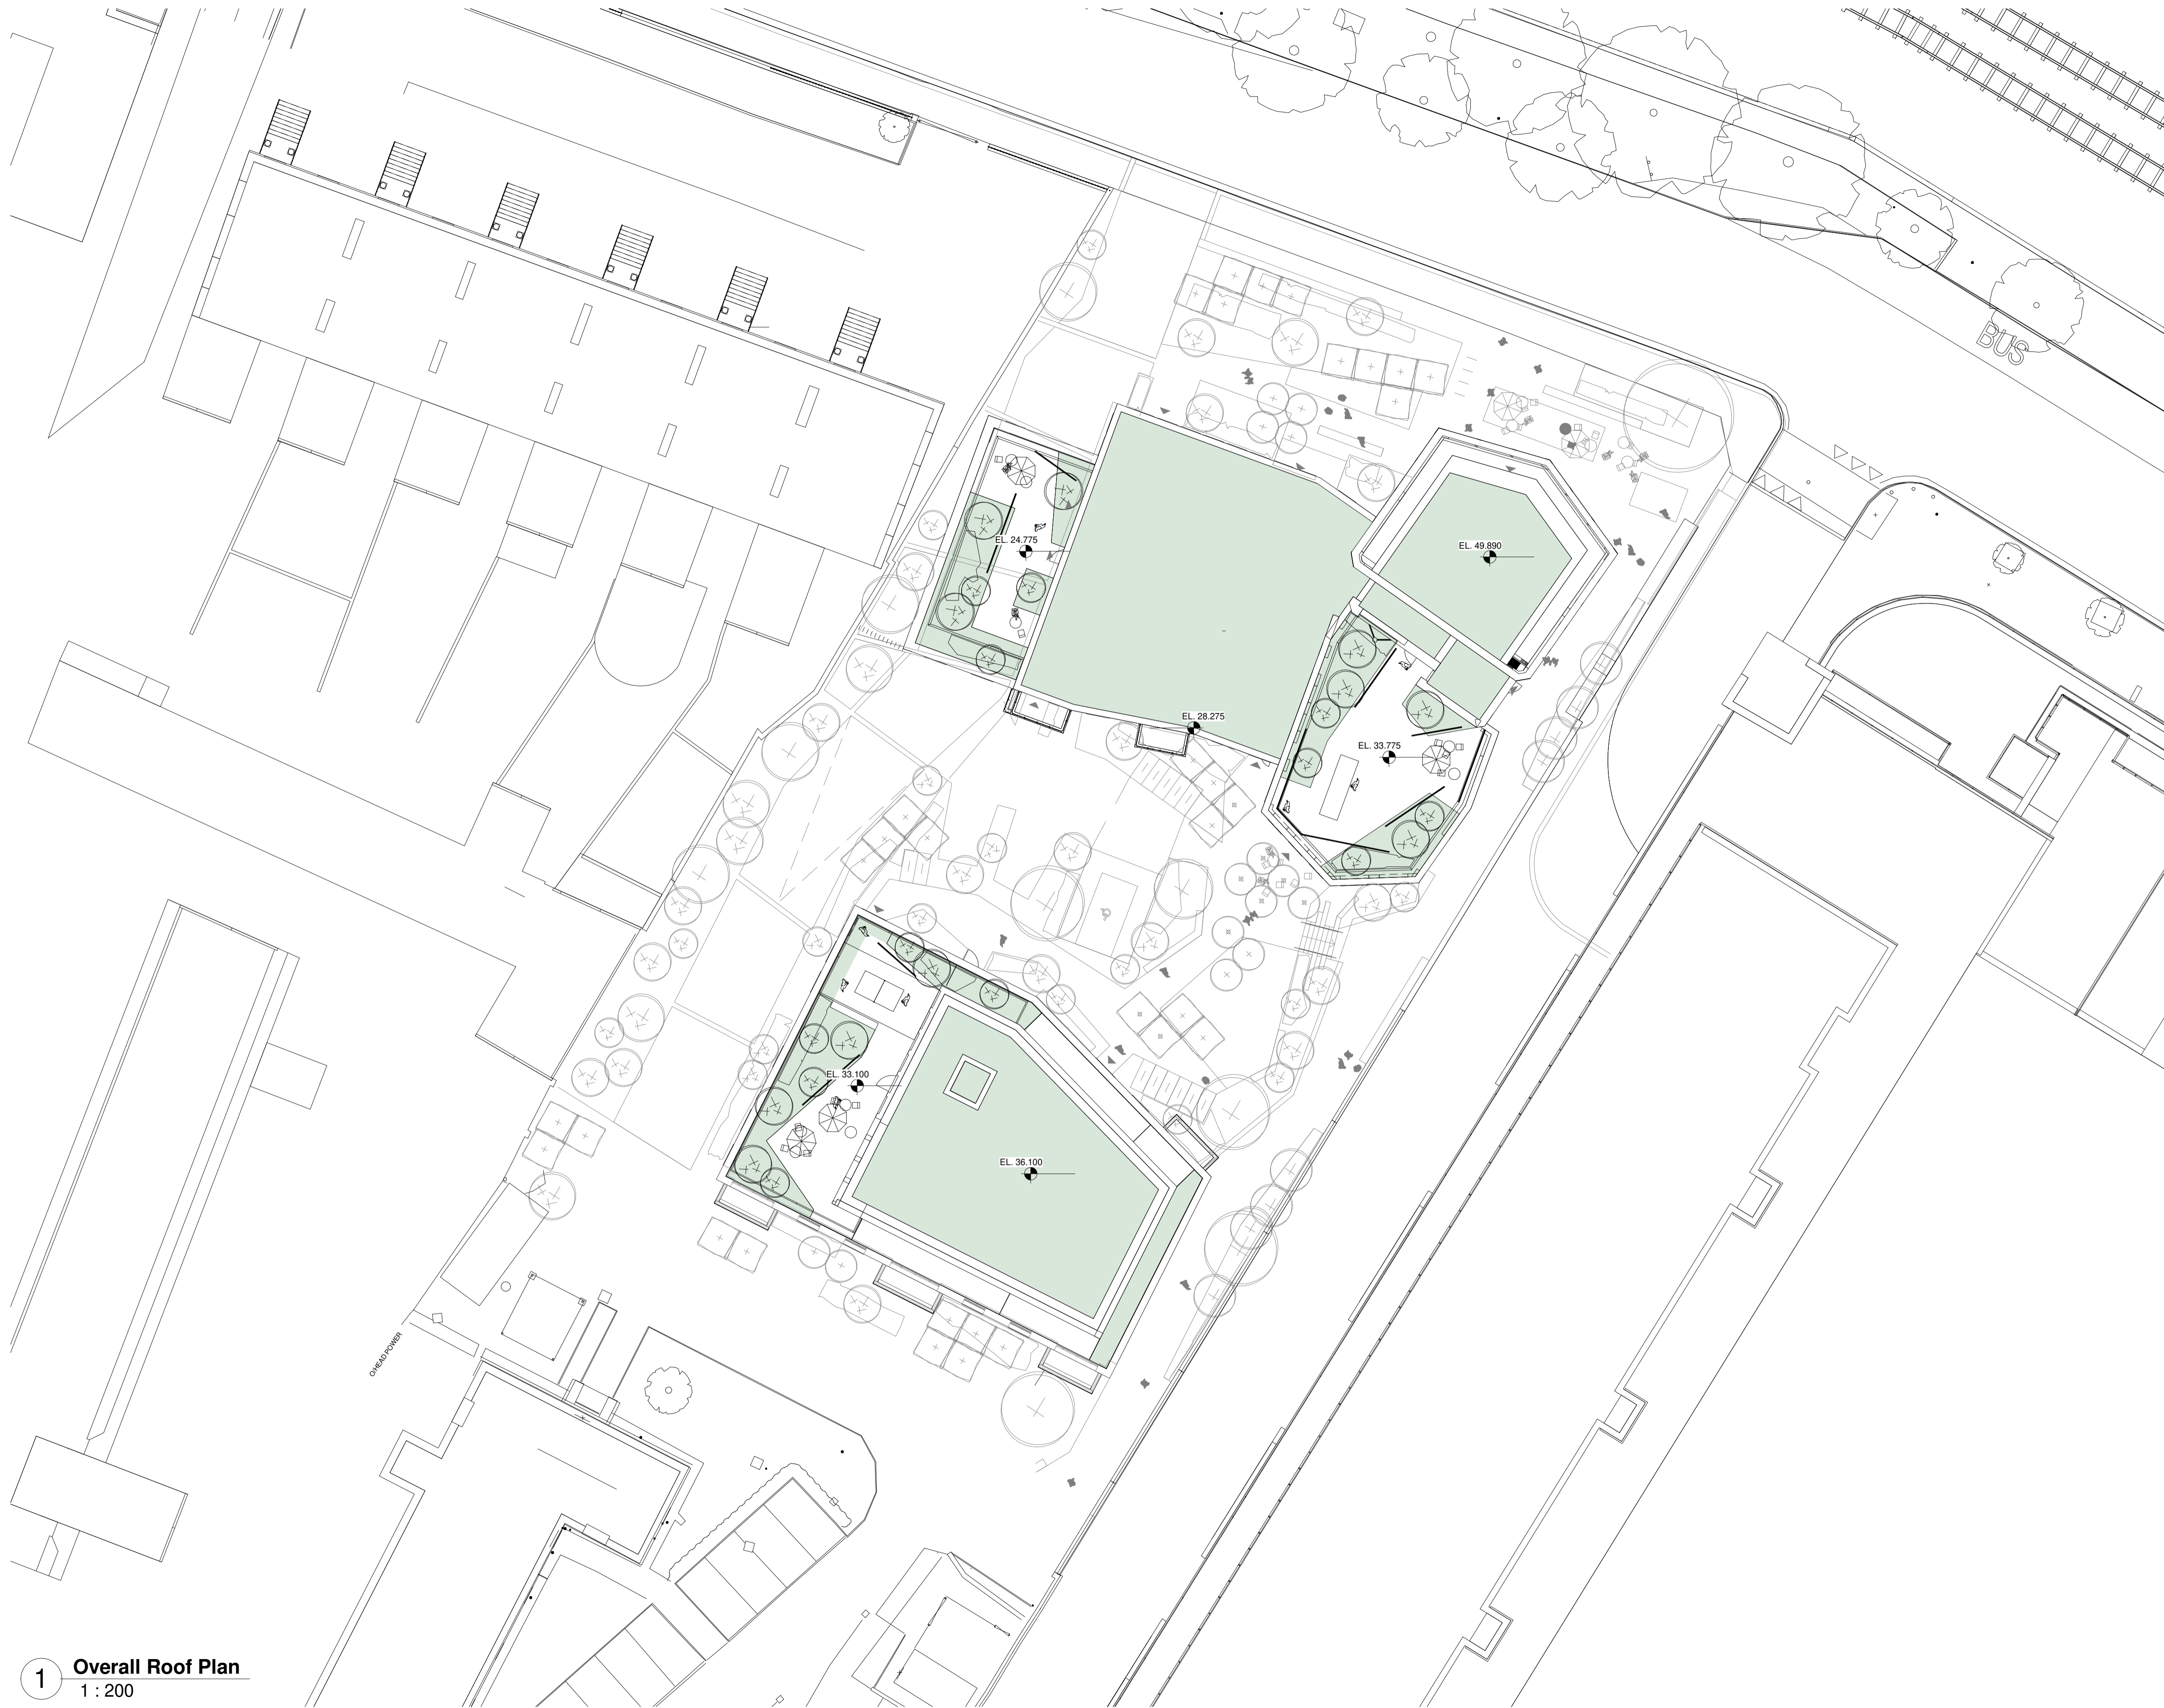 BUS
EL. 24.775
EL. 49.890
EL. 28.275
EL. 33.775
EL. 33.100
EL. 36.100
O/HEAD POWER
1
Overall Roof Plan
1 : 200